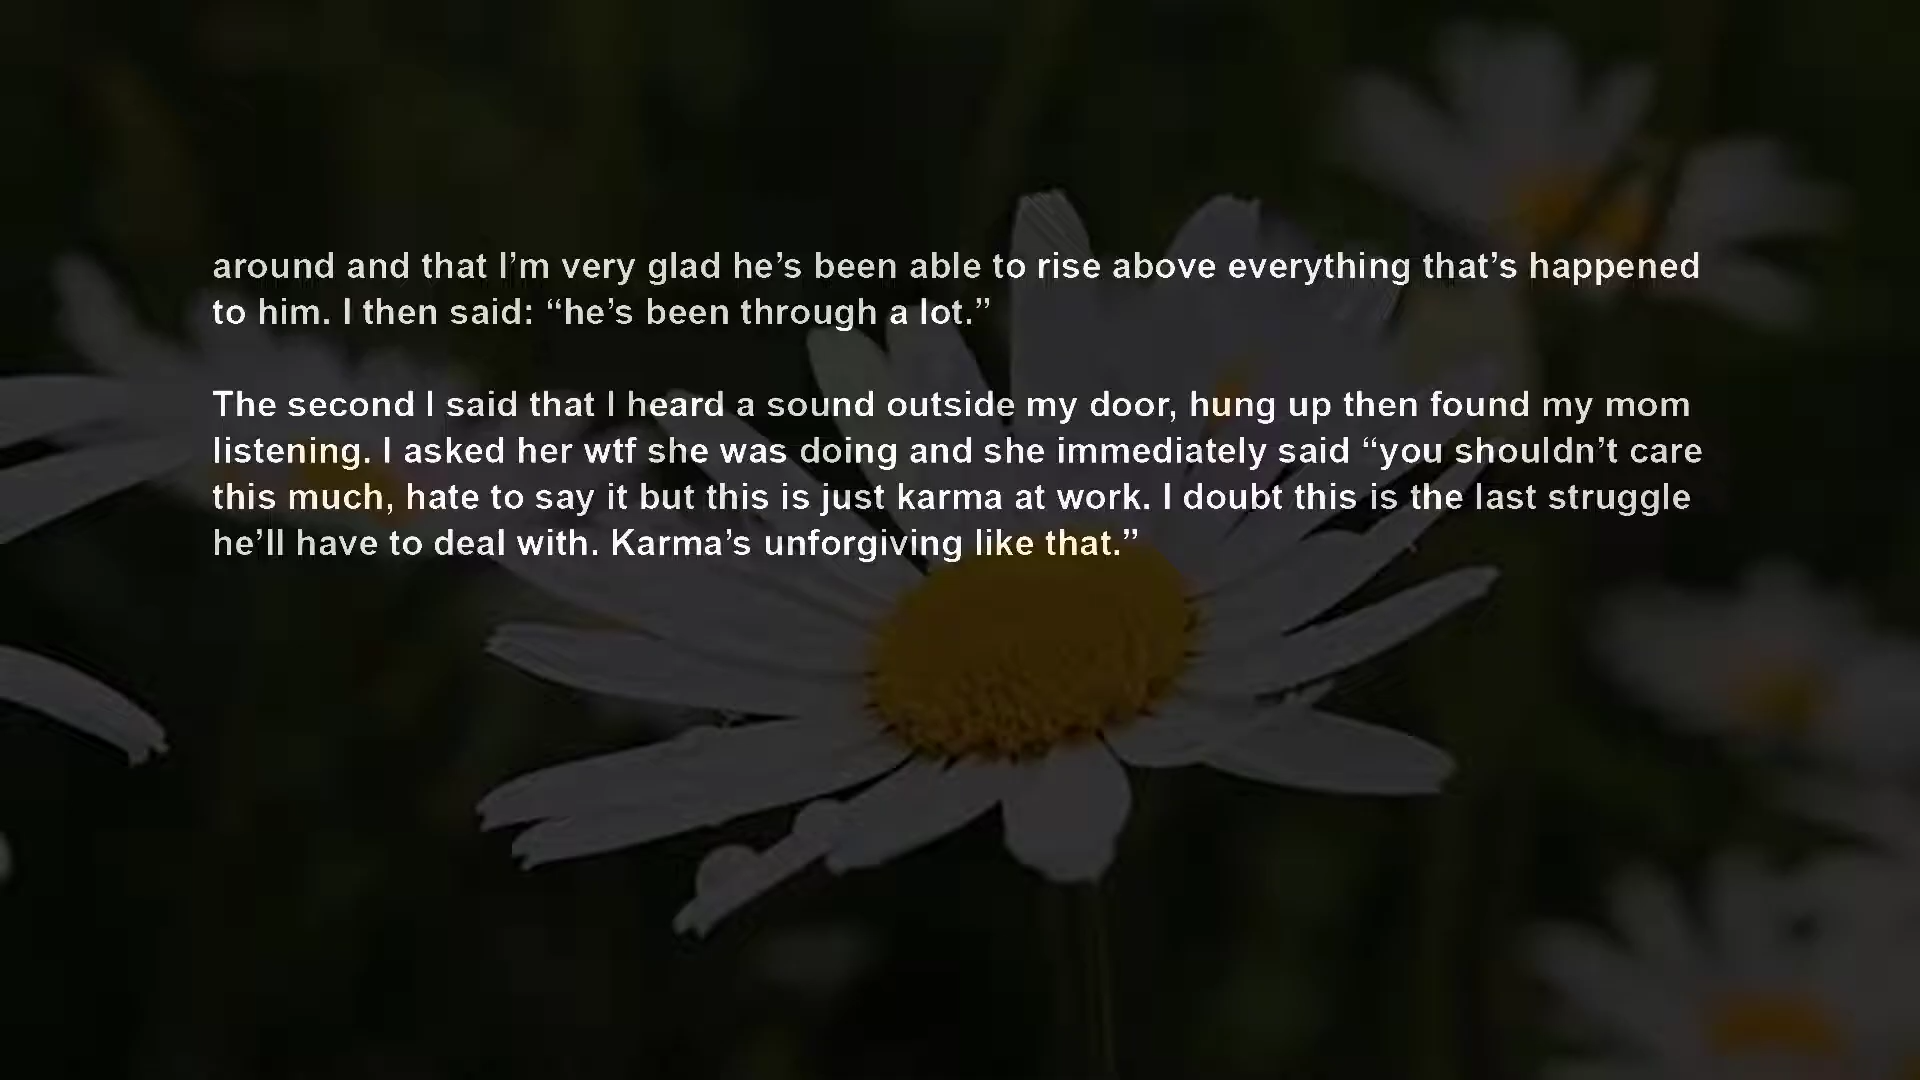 around and that I’m very glad he’s been able to rise above everything that’s happened
to him. I then said: “he’s been through a lot.”
The second I said that I heard a sound outside my door, hung up then found my mom
listening. I asked her wtf she was doing and she immediately said “you shouldn’t care
this much, hate to say it but this is just karma at work. I doubt this is the last struggle
he’ll have to deal with. Karma’s unforgiving like that.”